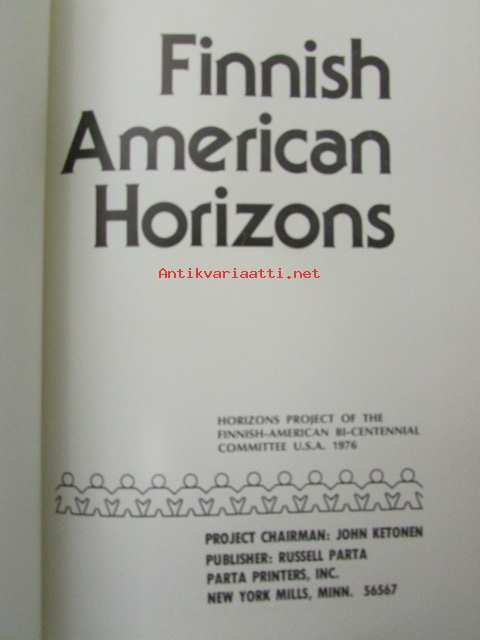 Finnish
American
Horizons
Antikvariaatti.net
HORIZONS PROJECT OF THE
FINNISH-AMERICAN BI-CENTENNIAL
COMMITTEE U.S.A. 1976
PROJECT CHAIRMAN: JOHN KETONEN
PUBLISHER: RUSSELL PARTA
PARTA PRINTERS, INC.
NEW YORK MILLS, MINN. 56567